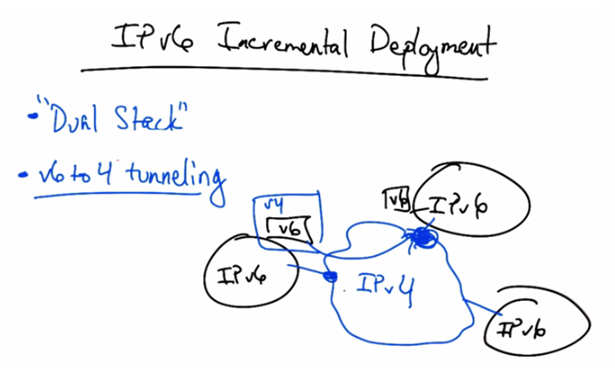 IPv6 Incremental Deployment
• "Dual Stack"
• v6 to 4 tunneling
v4
v6
v6
IPv6
IPv6
IPv4
IPv6